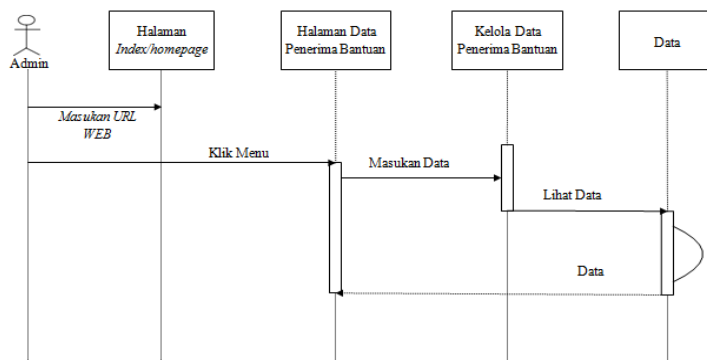 Admin
Halaman
Index/homepage
Halaman Data
Penerima Bantuan
Kelola Data
Penerima Bantuan
Data
Masukan URL
WEB
Klik Menu
Masukan Data
Lihat Data
Data